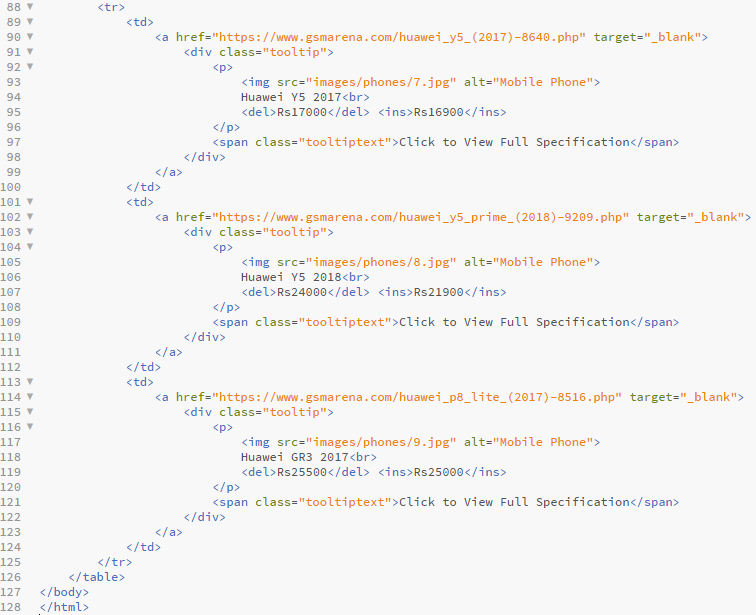 88 ▼ <tr>
89 ▼ <td>
90 ▼ <a href="https://www.gsmarena.com/huawei_y5_(2017)-8640.php" target="_blank">
91 ▼ <div class="tooltip">
92 ▼ <p>
93 <img src="images/phones/7.jpg" alt="Mobile Phone">
94 Huawei Y5 2017<br>
95 <del>Rs17000</del> <ins>Rs16900</ins>
96 </p>
97 <span class="tooltiptext">Click to View Full Specification</span>
98 </div>
99 </a>
100 </td>
101 ▼ <td>
102 ▼ <a href="https://www.gsmarena.com/huawei_y5_prime_(2018)-9209.php" target="_blank">
103 ▼ <div class="tooltip">
104 ▼ <p>
105 <img src="images/phones/8.jpg" alt="Mobile Phone">
106 Huawei Y5 2018<br>
107 <del>Rs24000</del> <ins>Rs21900</ins>
108 </p>
109 <span class="tooltiptext">Click to View Full Specification</span>
110 </div>
111 </a>
112 </td>
113 ▼ <td>
114 ▼ <a href="https://www.gsmarena.com/huawei_p8_lite_(2017)-8516.php" target="_blank">
115 ▼ <div class="tooltip">
116 ▼ <p>
117 <img src="images/phones/9.jpg" alt="Mobile Phone">
118 Huawei GR3 2017<br>
119 <del>Rs25500</del> <ins>Rs25000</ins>
120 </p>
121 <span class="tooltiptext">Click to View Full Specification</span>
122 </div>
123 </a>
124 </td>
125 </tr>
126 </table>
127 </body>
128 </html>